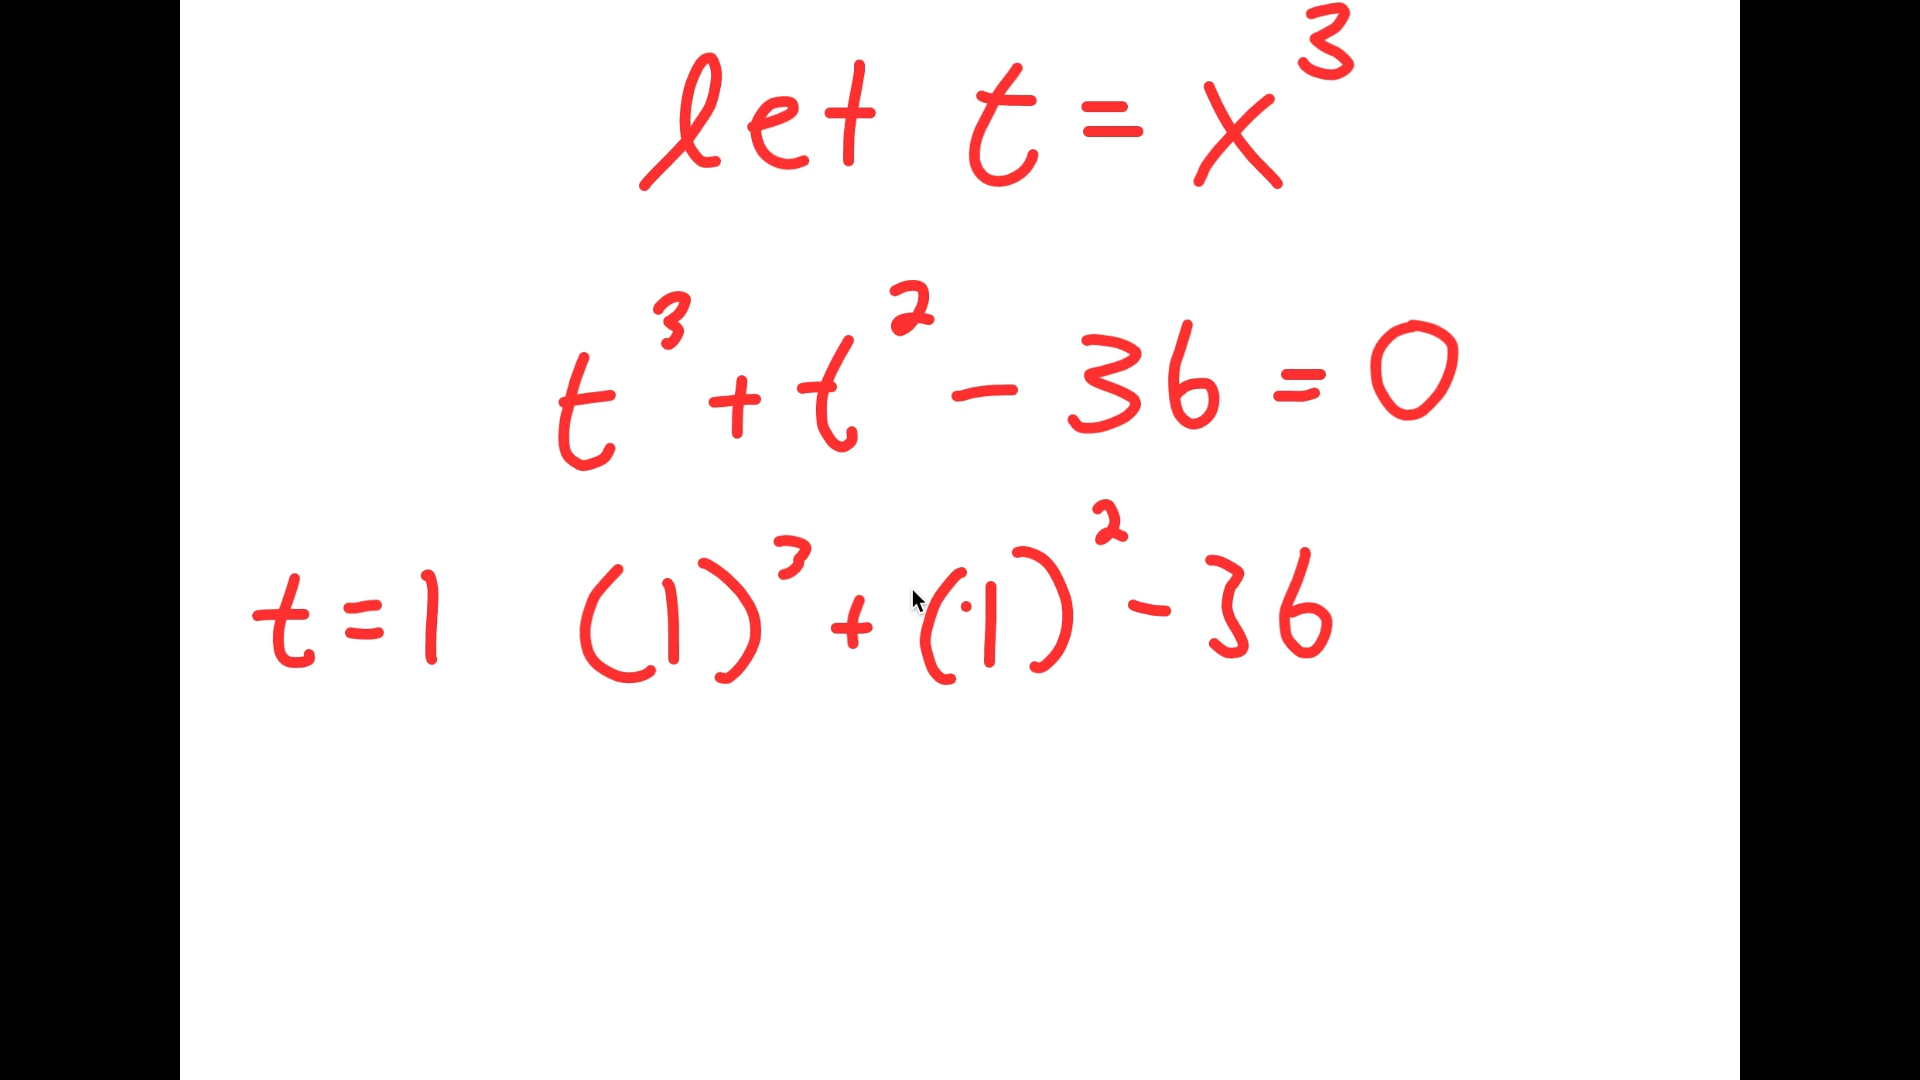 let t = x³
t³ + t² - 36 = 0
t = 1 (1)³ + (1)² - 36